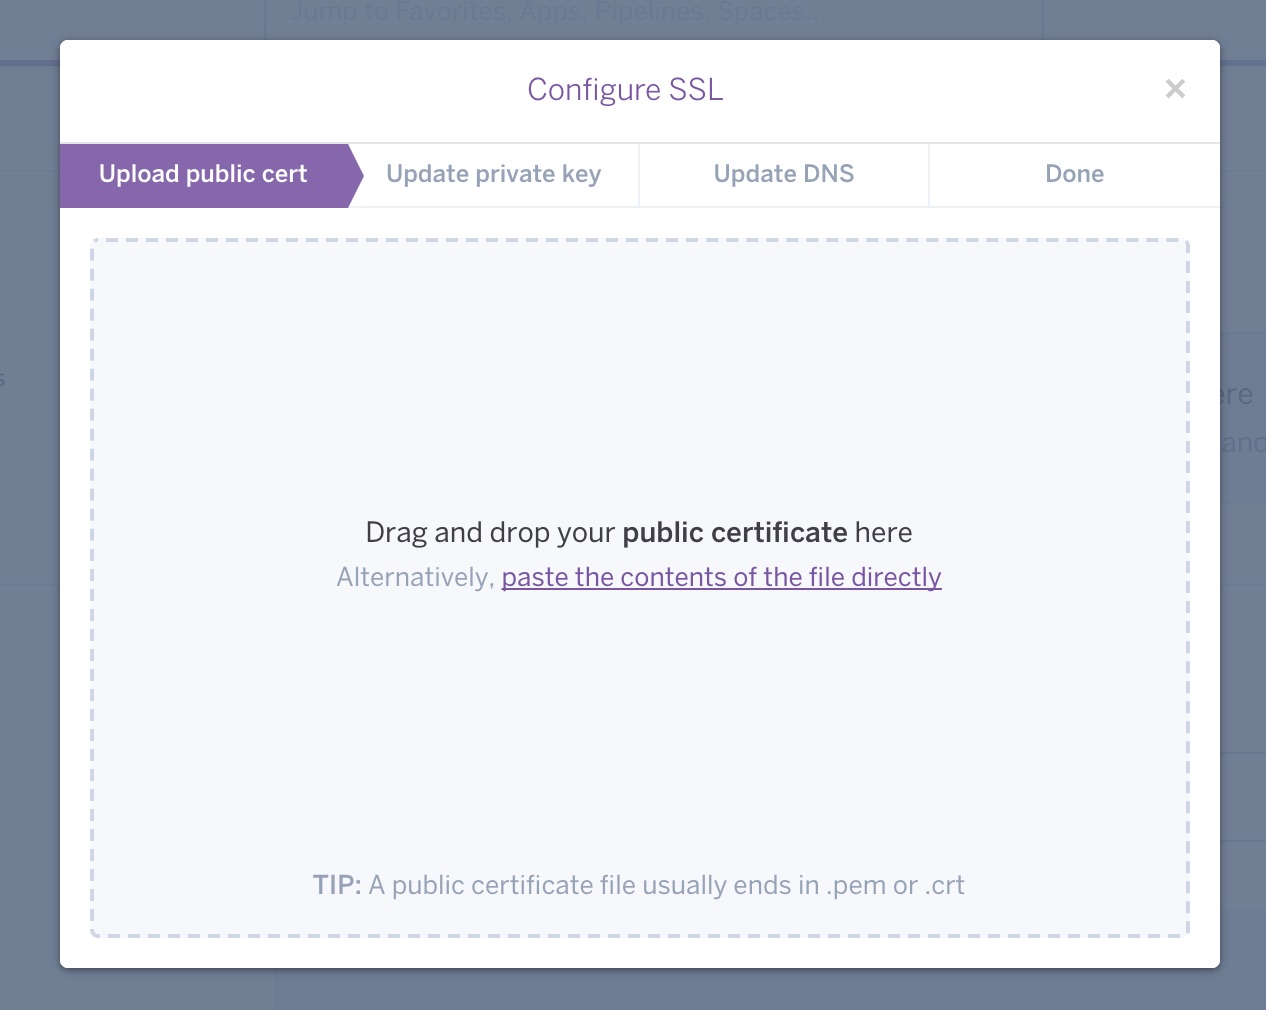 Jump to Favorites, Apps, Pipelines, Spaces...
Configure SSL
×
Upload public cert
Update private key
Update DNS
Done
Drag and drop your public certificate here
Alternatively, paste the contents of the file directly
TIP: A public certificate file usually ends in .pem or .crt